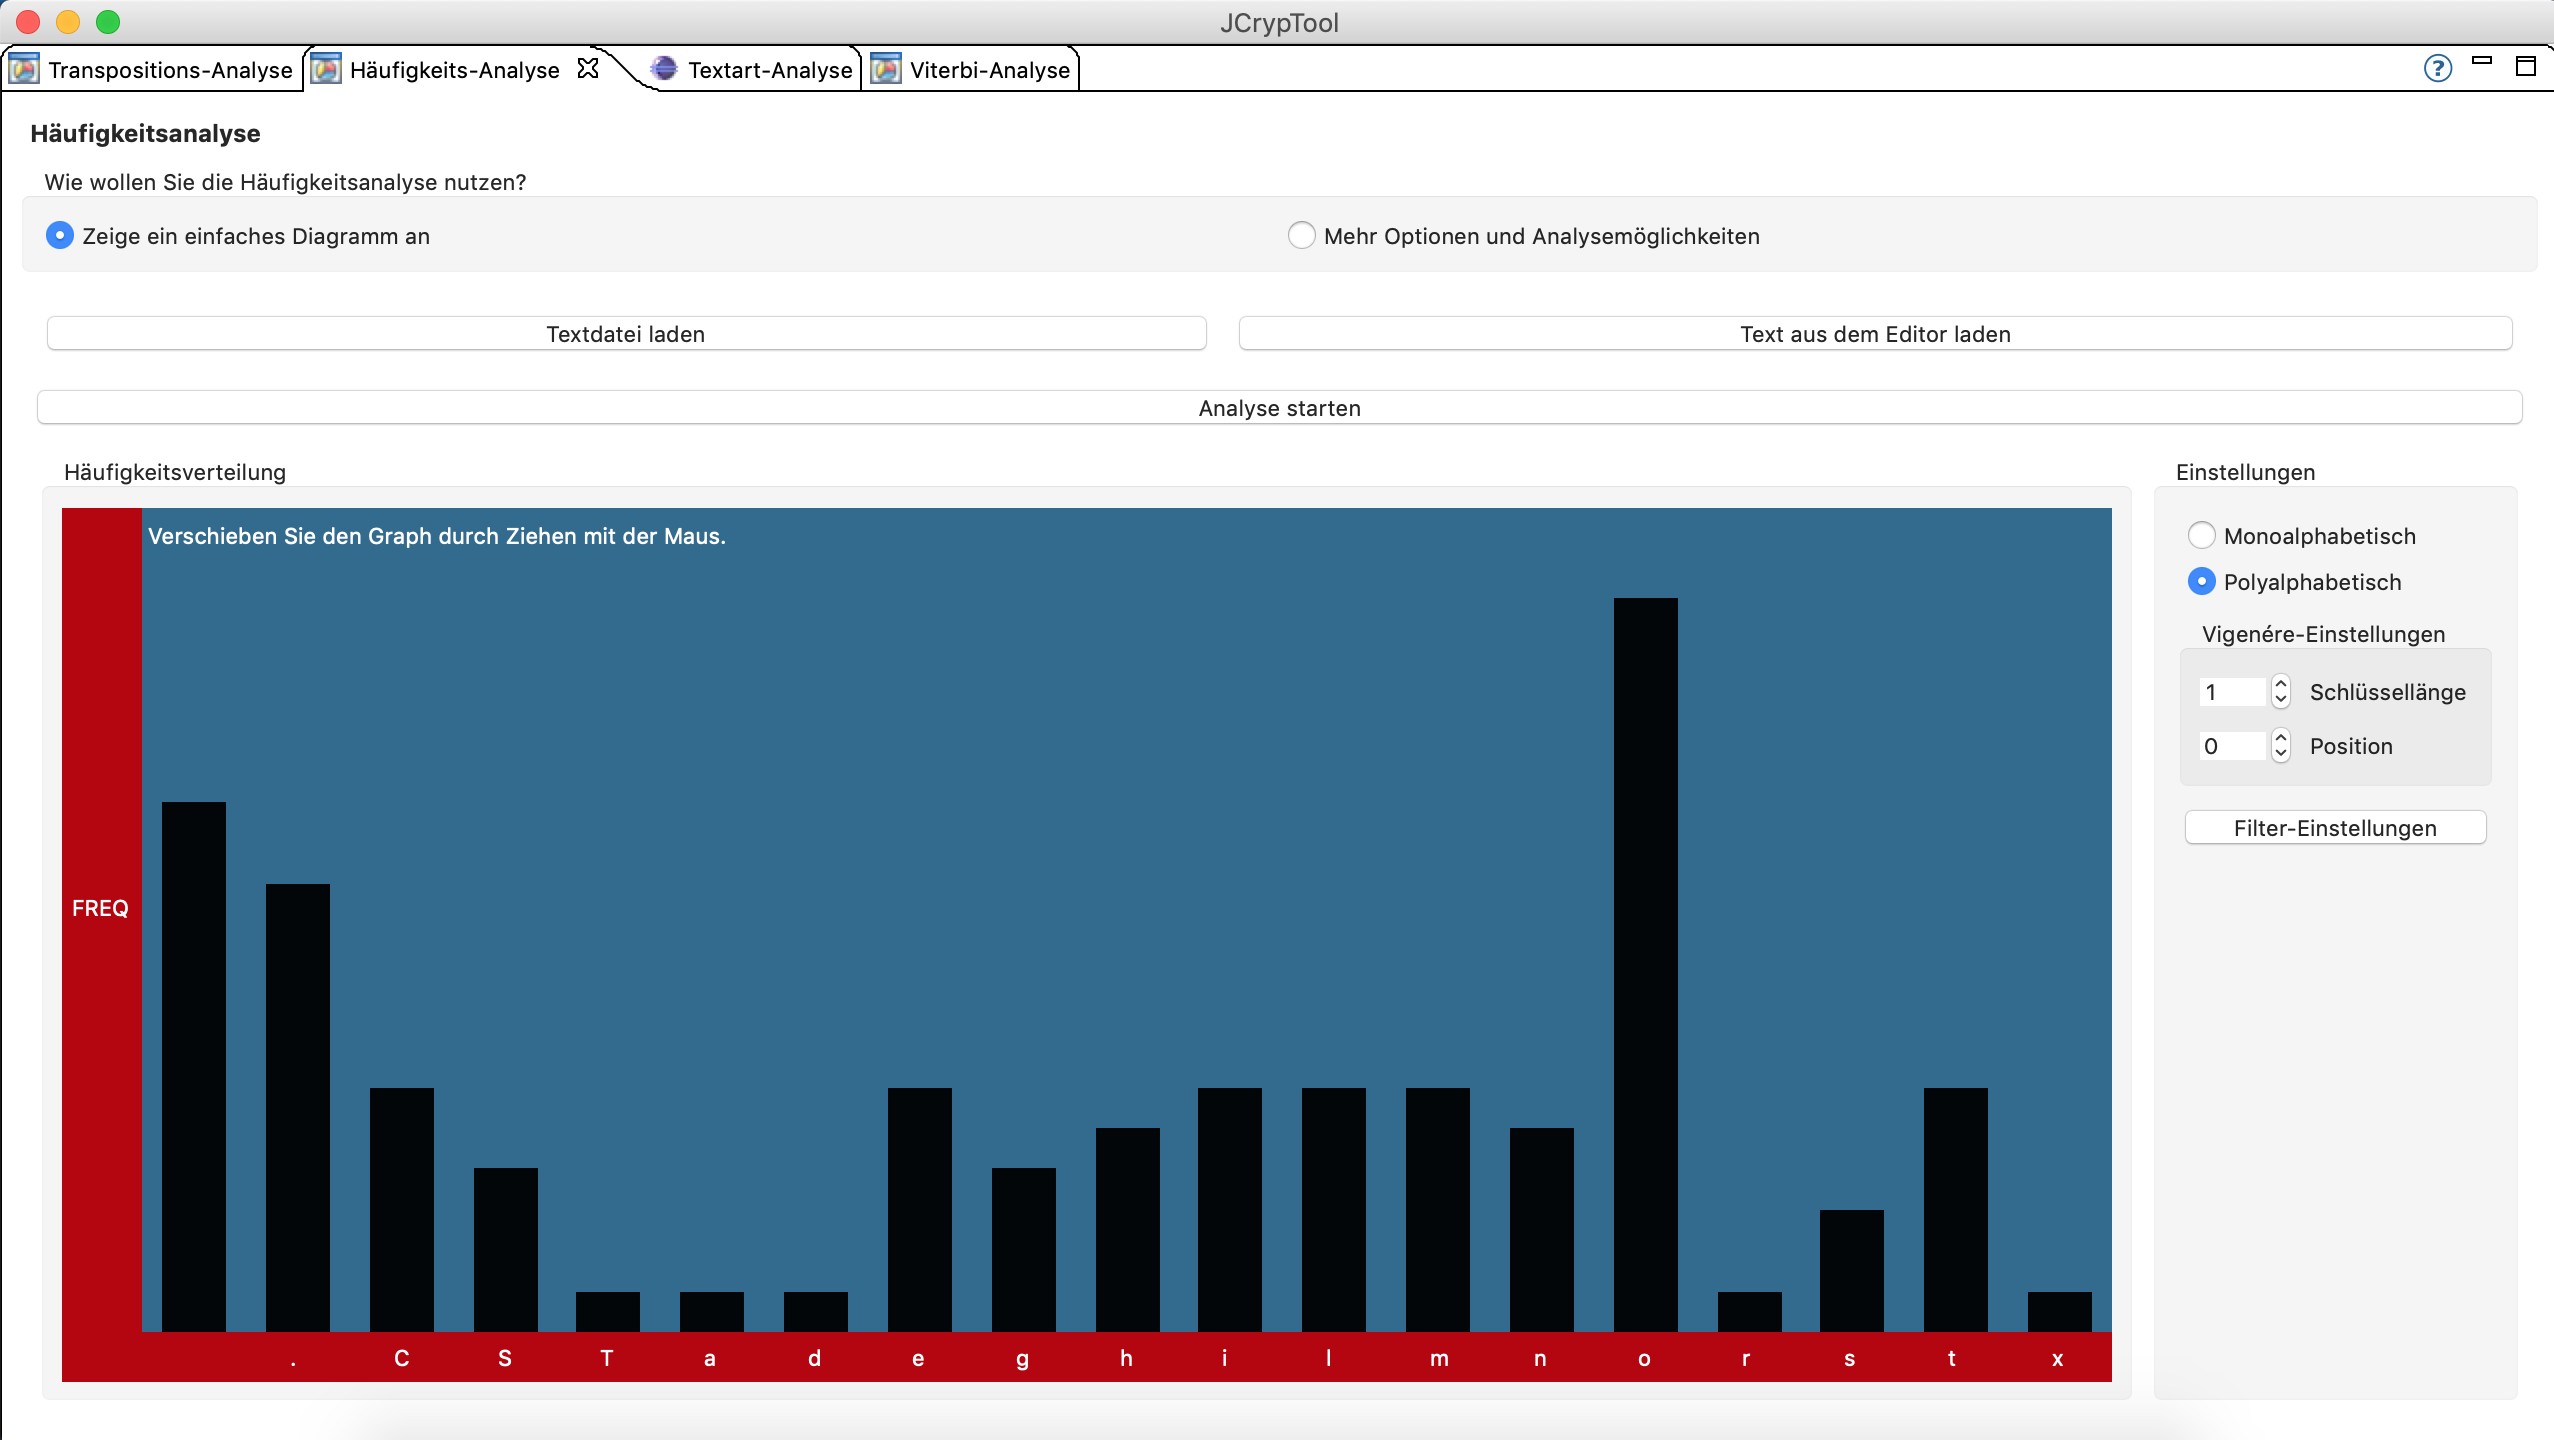 JCrypTool
Transpositions-Analyse Häufigkeits-Analyse Textart-Analyse Viterbi-Analyse
Häufigkeitsanalyse
Wie wollen Sie die Häufigkeitsanalyse nutzen?
Zeige ein einfaches Diagramm an Mehr Optionen und Analysemöglichkeiten
Textdatei laden Text aus dem Editor laden
Analyse starten
Häufigkeitsverteilung
Verschieben Sie den Graph durch Ziehen mit der Maus.
FREQ
. C S T a d e g h i l m n o r s t x
Einstellungen
Monoalphabetisch
Polyalphabetisch
Vigenére-Einstellungen
1 Schlüssellänge
0 Position
Filter-Einstellungen